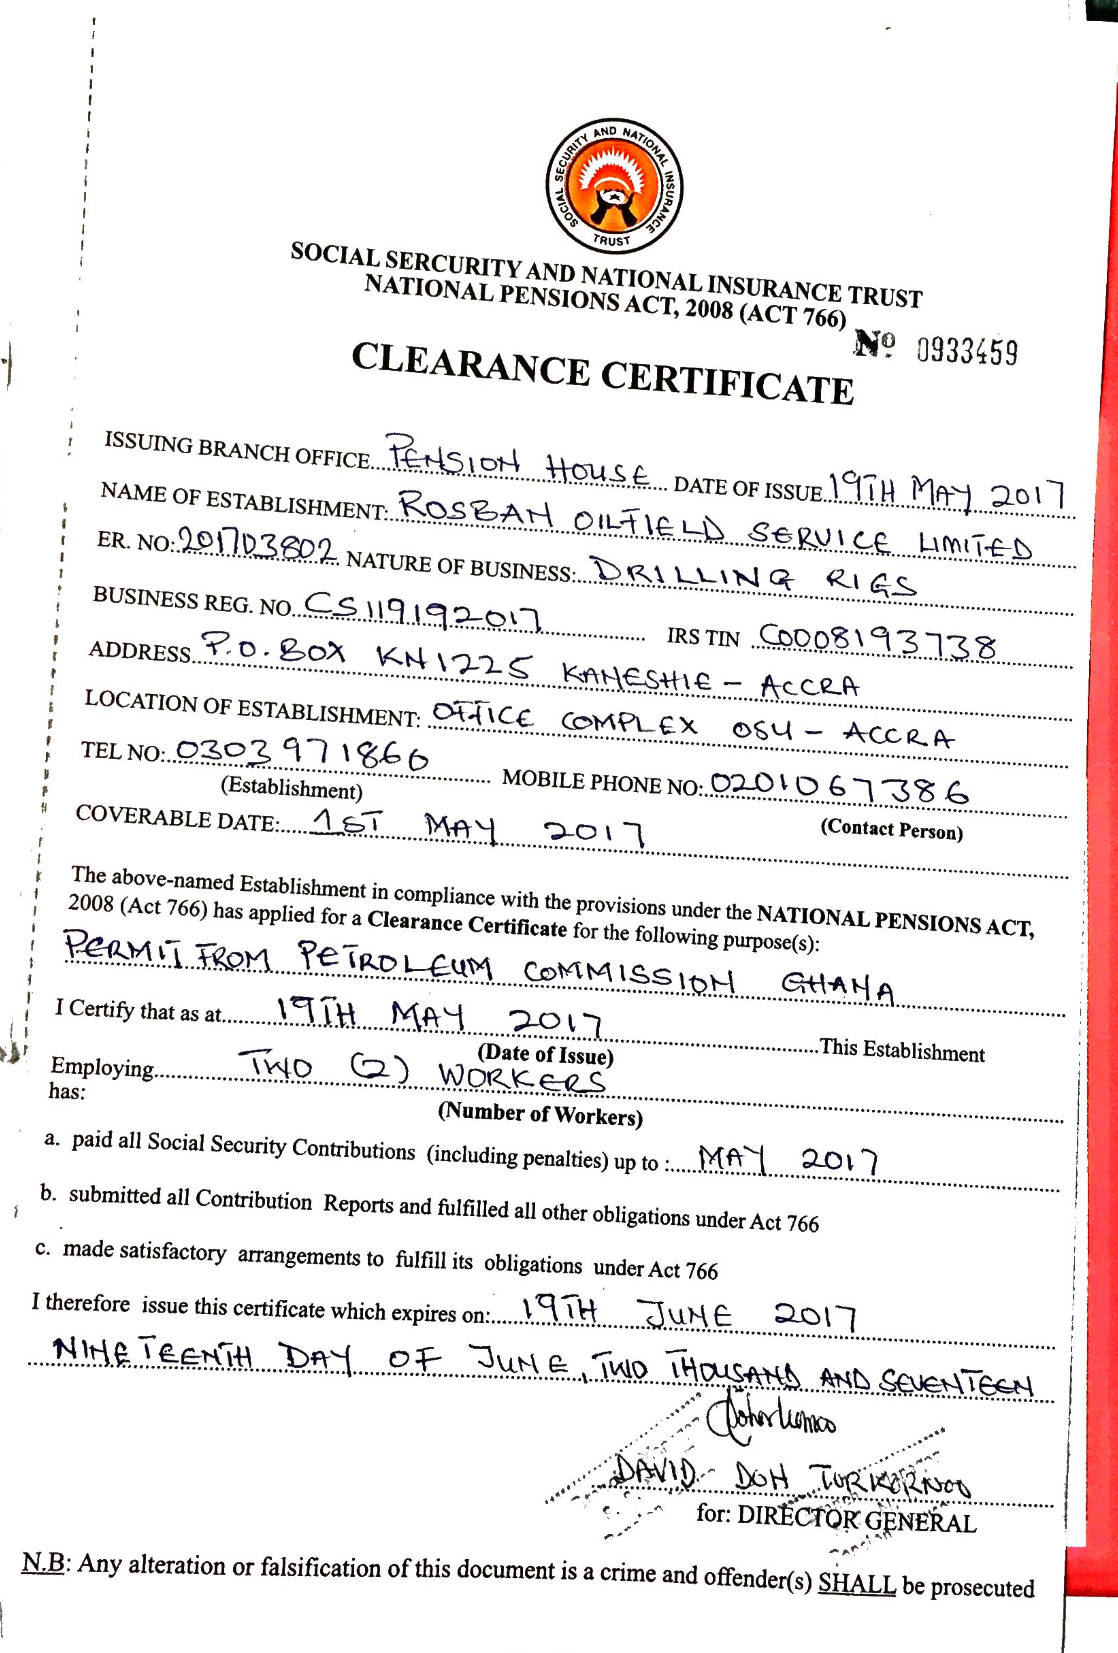 SOCIAL SECURITY AND NATIONAL INSURANCE TRUST
SOCIAL SERCURITY AND NATIONAL INSURANCE TRUST
NATIONAL PENSIONS ACT, 2008 (ACT 766)
Nº 0933459
CLEARANCE CERTIFICATE
ISSUING BRANCH OFFICE PENSION HOUSE DATE OF ISSUE 19TH MAY 2017
NAME OF ESTABLISHMENT: ROSBAN OILFIELD SERVICE LIMITED
ER. NO: 201703802 NATURE OF BUSINESS: DRILLING RIGS
BUSINESS REG. NO. CS119192017 IRS TIN C0008193738
ADDRESS P.O. BOX KN1225 KANESHIE - ACCRA
LOCATION OF ESTABLISHMENT: OFFICE COMPLEX OSU - ACCRA
TEL NO: 0303971866 MOBILE PHONE NO: 0201067386
(Establishment) (Contact Person)
COVERABLE DATE: 1ST MAY 2017
The above-named Establishment in compliance with the provisions under the NATIONAL PENSIONS ACT,
2008 (Act 766) has applied for a Clearance Certificate for the following purpose(s):
PERMIT FROM PETROLEUM COMMISSION GHANA
I Certify that as at 19TH MAY 2017 This Establishment
(Date of Issue)
Employing TWO (2) WORKERS
has:
(Number of Workers)
a. paid all Social Security Contributions (including penalties) up to : MAY 2017
b. submitted all Contribution Reports and fulfilled all other obligations under Act 766
c. made satisfactory arrangements to fulfill its obligations under Act 766
I therefore issue this certificate which expires on: 19TH JUNE 2017
NINETEENTH DAY OF JUNE, TWO THOUSAND AND SEVENTEEN
DAVID DOH TORKORNOO
for: DIRECTOR GENERAL
N.B: Any alteration or falsification of this document is a crime and offender(s) SHALL be prosecuted